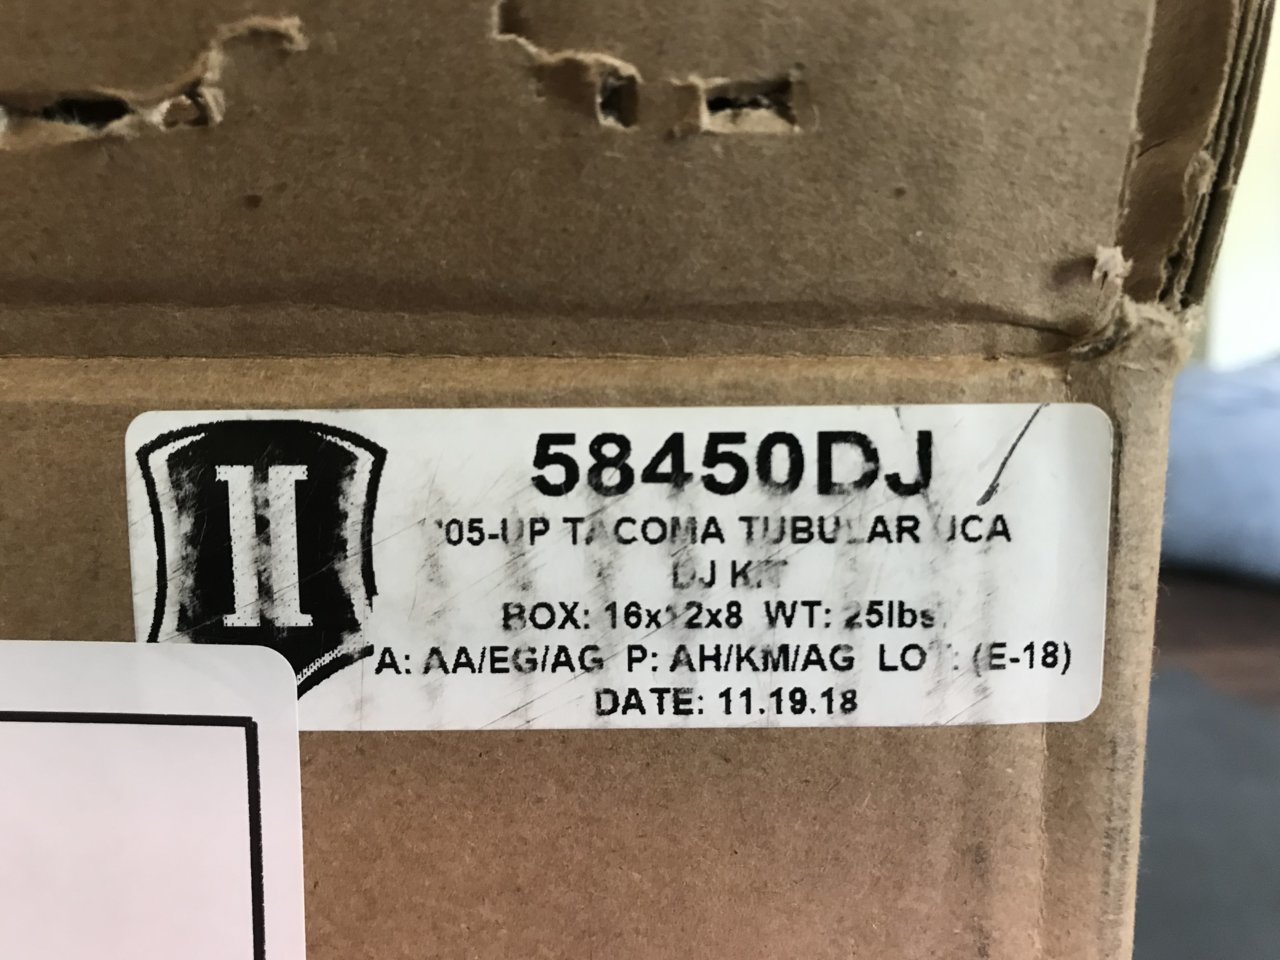 58450DJ
'05-UP TACOMA TUBULAR UCA
DJ KIT
BOX: 16x12x8 WT: 25lbs
A: AA/EG/AG P: AH/KM/AG LOT: (E-18)
DATE: 11.19.18